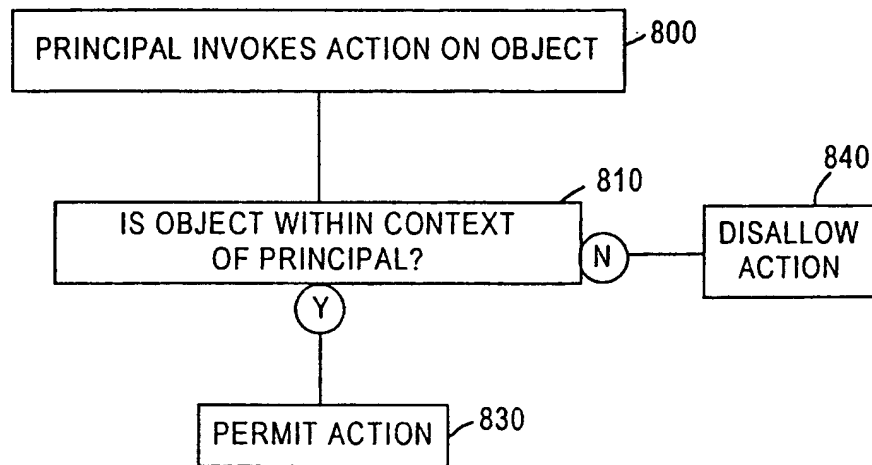 PRINCIPAL INVOKES ACTION ON OBJECT
800
810
IS OBJECT WITHIN CONTEXT
OF PRINCIPAL?
N
840
DISALLOW
ACTION
Y
PERMIT ACTION
830